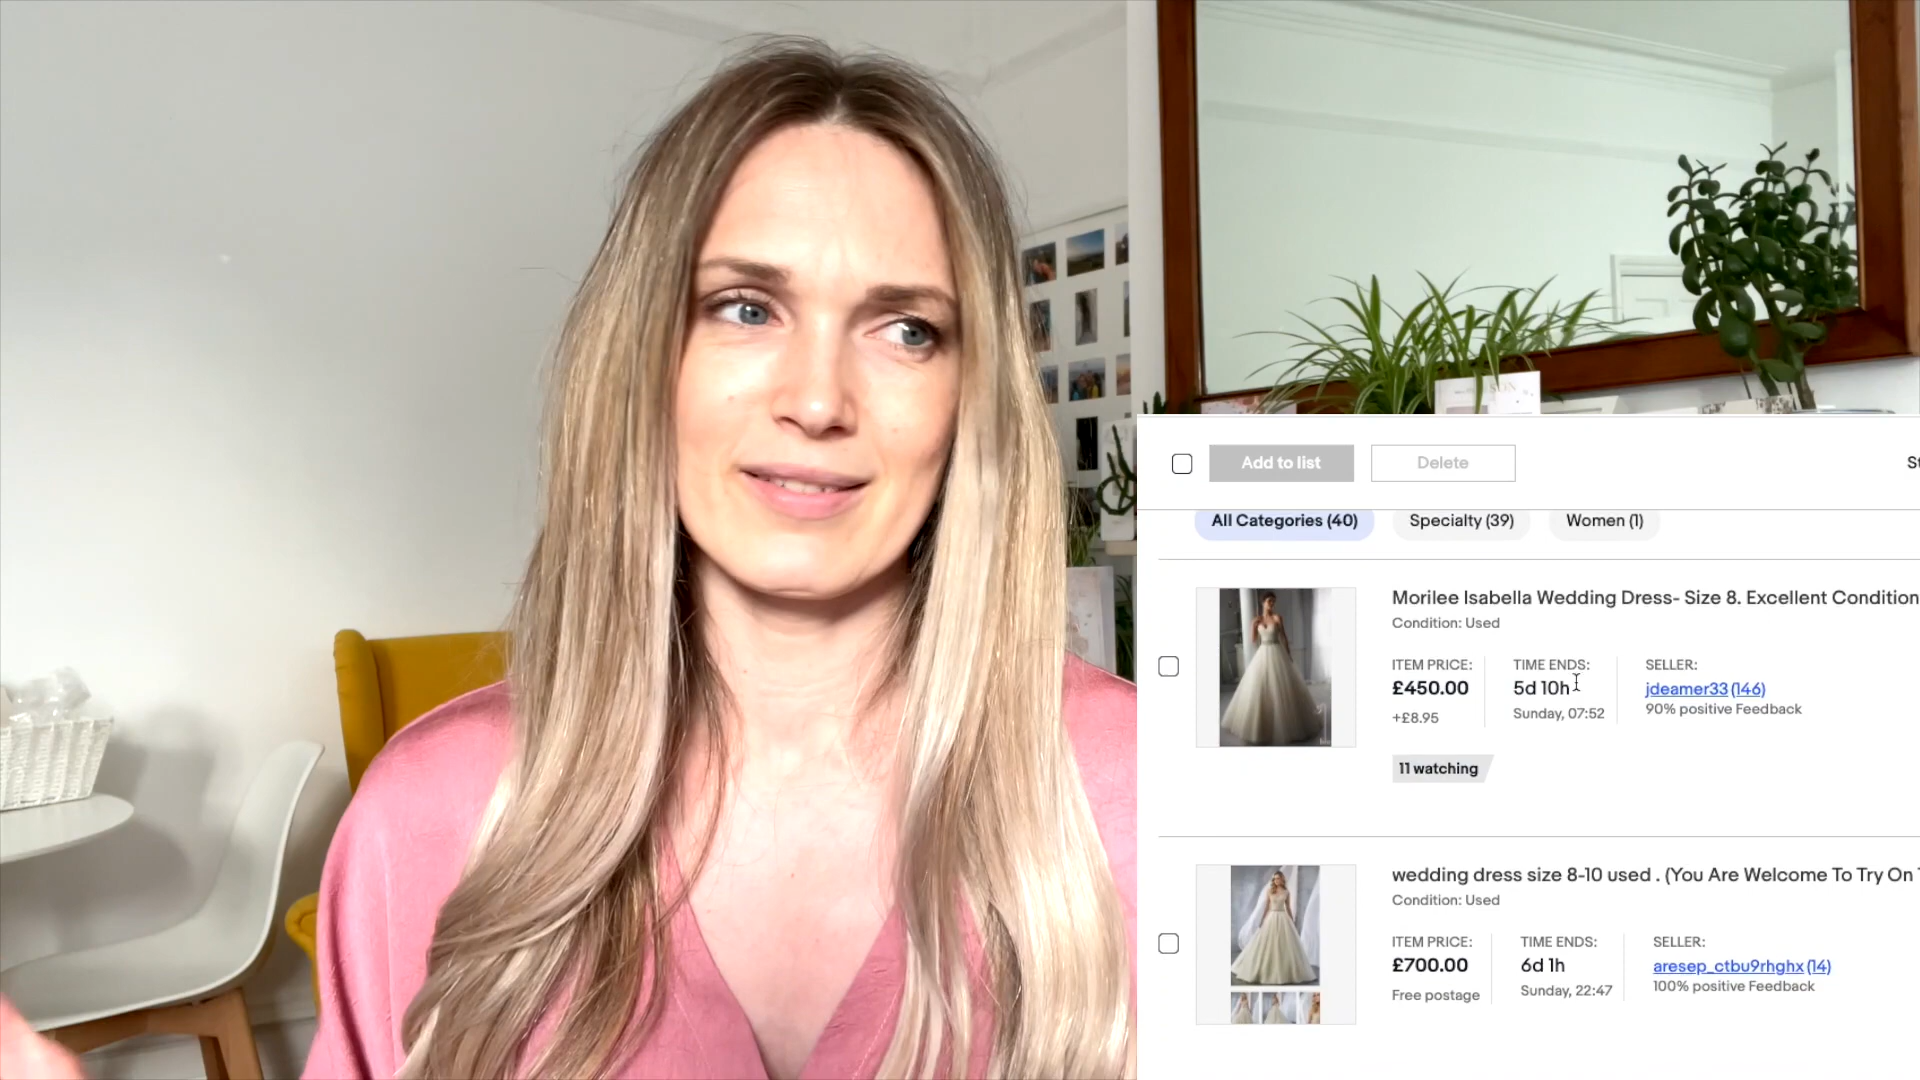 Add to list
Delete
St
All Categories (40)
Specialty (39)
Women (1)
Morilee Isabella Wedding Dress- Size 8. Excellent Condition
Condition: Used
ITEM PRICE:
£450.00
+£8.95
TIME ENDS:
5d 10h
Sunday, 07:52
SELLER:
jdeamer33 (146)
90% positive Feedback
11 watching
wedding dress size 8-10 used . (You Are Welcome To Try On
Condition: Used
ITEM PRICE:
£700.00
Free postage
TIME ENDS:
6d 1h
Sunday, 22:47
SELLER:
aresep_ctbu9rhghx (14)
100% positive Feedback